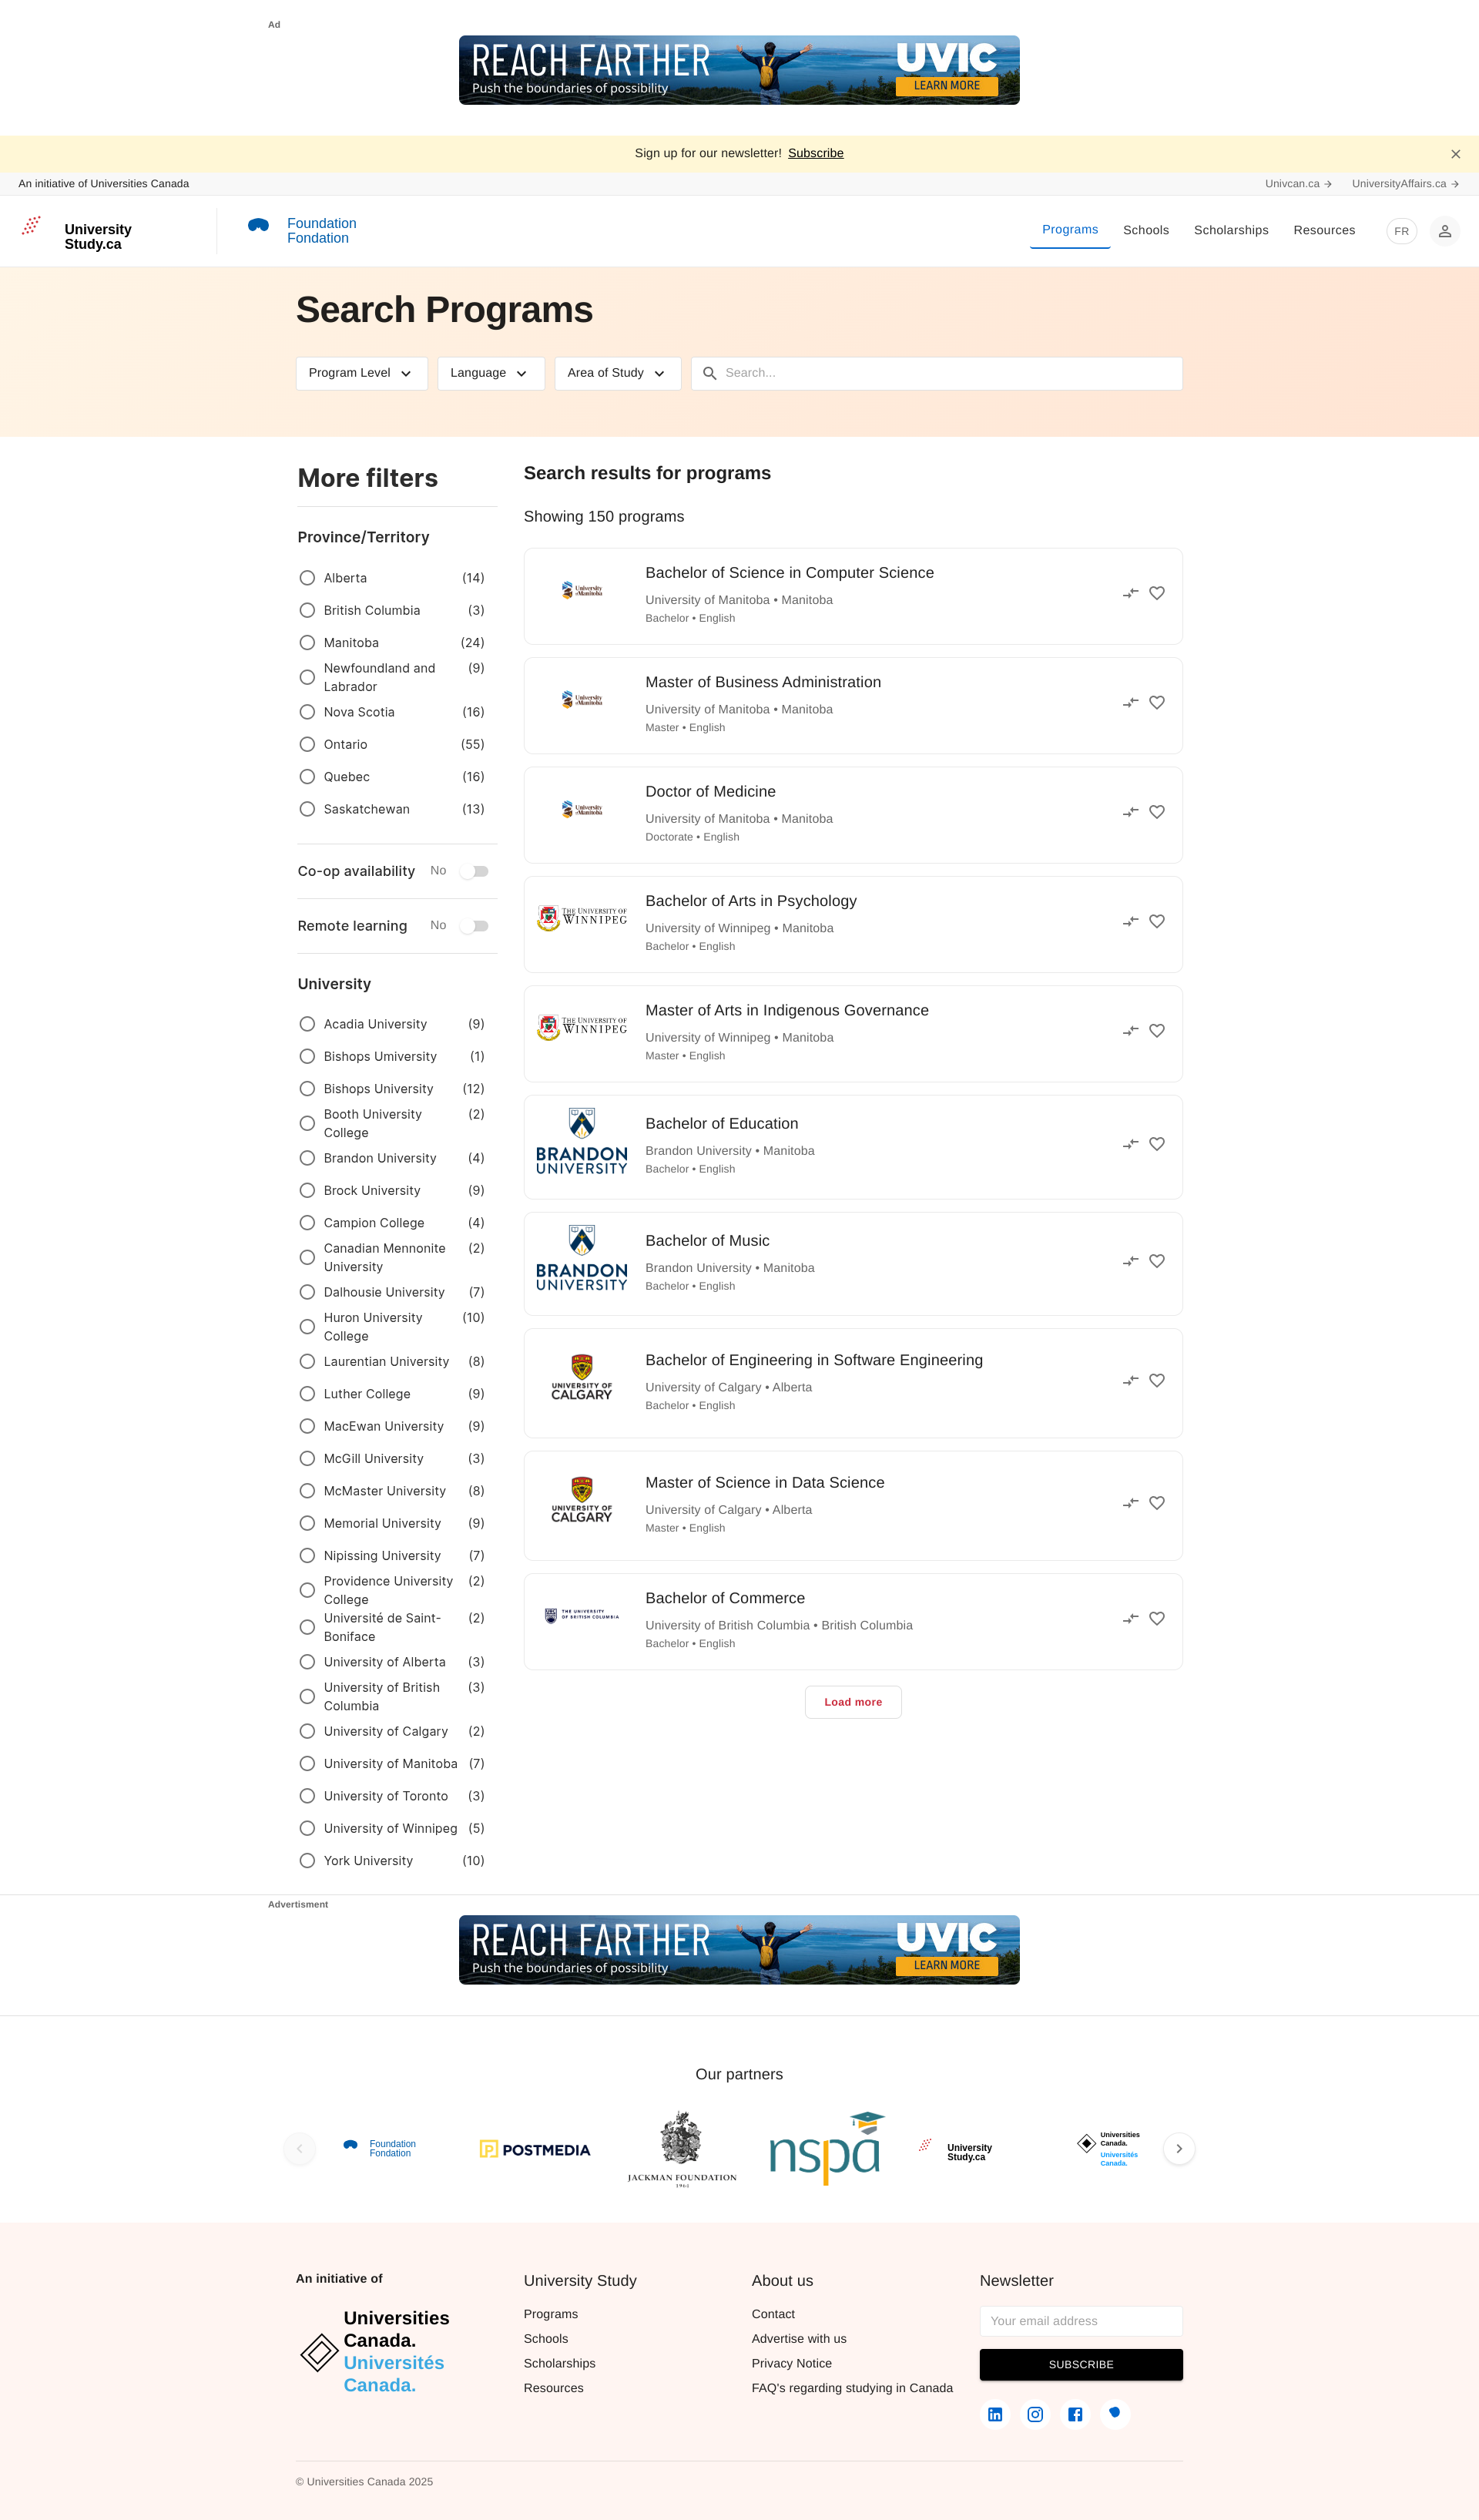 Ad
REACH FARTHER
Push the boundaries of possibility
UVIC
LEARN MORE
Sign up for our newsletter! Subscribe
An initiative of Universities Canada
Univcan.ca
UniversityAffairs.ca
University
Study.ca
Foundation
Fondation
Programs
Schools
Scholarships
Resources
FR
Search Programs
Program Level
Language
Area of Study
Search...
More filters
Province/Territory
Alberta (14)
British Columbia (3)
Manitoba (24)
Newfoundland and (9)
Labrador
Nova Scotia (16)
Ontario (55)
Quebec (16)
Saskatchewan (13)
Co-op availability No
Remote learning No
University
Acadia University (9)
Bishops Umiversity (1)
Bishops University (12)
Booth University (2)
College
Brandon University (4)
Brock University (9)
Campion College (4)
Canadian Mennonite (2)
University
Dalhousie University (7)
Huron University (10)
College
Laurentian University (8)
Luther College (9)
MacEwan University (9)
McGill University (3)
McMaster University (8)
Memorial University (9)
Nipissing University (7)
Providence University (2)
College
Université de Saint- (2)
Boniface
University of Alberta (3)
University of British (3)
Columbia
University of Calgary (2)
University of Manitoba (7)
University of Toronto (3)
University of Winnipeg (5)
York University (10)
Search results for programs
Showing 150 programs
University
of Manitoba
Bachelor of Science in Computer Science
University of Manitoba • Manitoba
Bachelor • English
University
of Manitoba
Master of Business Administration
University of Manitoba • Manitoba
Master • English
University
of Manitoba
Doctor of Medicine
University of Manitoba • Manitoba
Doctorate • English
THE UNIVERSITY OF
WINNIPEG
Bachelor of Arts in Psychology
University of Winnipeg • Manitoba
Bachelor • English
THE UNIVERSITY OF
WINNIPEG
Master of Arts in Indigenous Governance
University of Winnipeg • Manitoba
Master • English
BRANDON
UNIVERSITY
Bachelor of Education
Brandon University • Manitoba
Bachelor • English
BRANDON
UNIVERSITY
Bachelor of Music
Brandon University • Manitoba
Bachelor • English
UNIVERSITY OF
CALGARY
Bachelor of Engineering in Software Engineering
University of Calgary • Alberta
Bachelor • English
UNIVERSITY OF
CALGARY
Master of Science in Data Science
University of Calgary • Alberta
Master • English
UBC
THE UNIVERSITY
OF BRITISH COLUMBIA
Bachelor of Commerce
University of British Columbia • British Columbia
Bachelor • English
Load more
Advertisment
REACH FARTHER
Push the boundaries of possibility
UVIC
LEARN MORE
Our partners
Foundation
Fondation
P POSTMEDIA
JACKMAN FOUNDATION
1964
nspa
University
Study.ca
Universities
Canada.
Universités
Canada.
An initiative of
Universities
Canada.
Universités
Canada.
University Study
Programs
Schools
Scholarships
Resources
About us
Contact
Advertise with us
Privacy Notice
FAQ's regarding studying in Canada
Newsletter
Your email address
SUBSCRIBE
© Universities Canada 2025